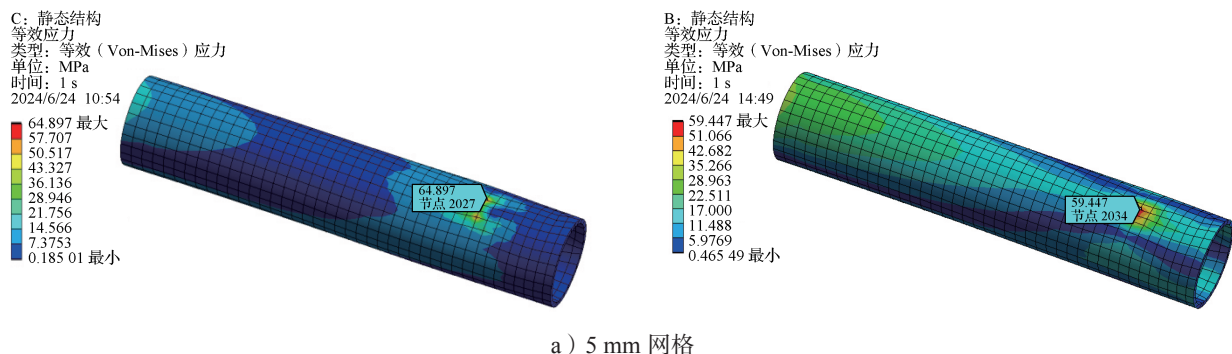 C：静态结构
等效应力
类型：等效（Von-Mises）应力
单位：MPa
时间：1 s
2024/6/24 10:54
64.897 最大
57.707
50.517
43.327
36.136
28.946
21.756
14.566
7.3753
0.185 01 最小
64.897
节点 2027
B：静态结构
等效应力
类型：等效（Von-Mises）应力
单位：MPa
时间：1 s
2024/6/24 14:49
59.447 最大
51.066
42.682
35.266
28.963
22.511
17.000
11.488
5.9769
0.465 49 最小
59.447
节点 2034
a）5 mm 网格